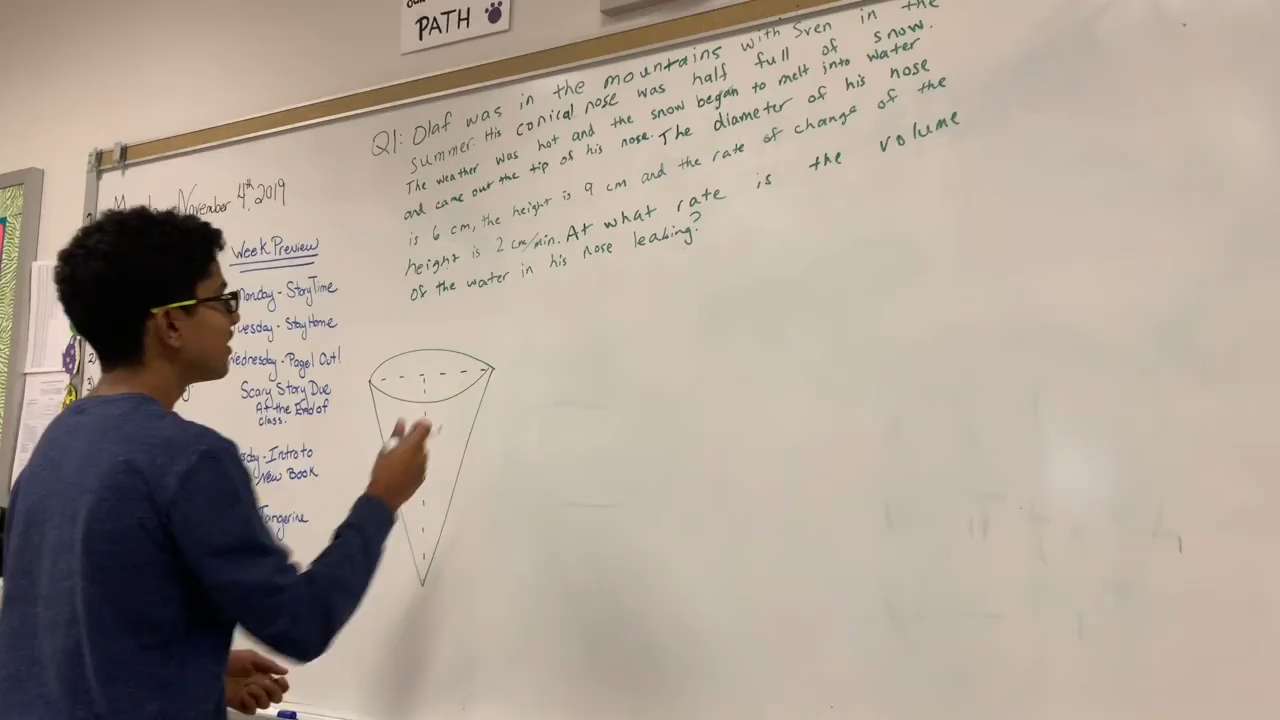 PATH
Q1: Olaf was in the mountains with Sven in the
summer. His conical nose was half full of snow.
The weather was hot and the snow began to melt into water
and came out the tip of his nose. The diameter of his nose
is 6 cm, the height is 9 cm and the rate of change of the
height is 2 cm/min. At what rate is the volume
of the water in his nose leaking?
November 4th, 2019
Week Preview
Monday - Story Time
uesday - Stay Home
Wednesday - Page 1 Out!
Scary Story Due
At the End of
class.
sday - Intro to
New Book
Tangerine